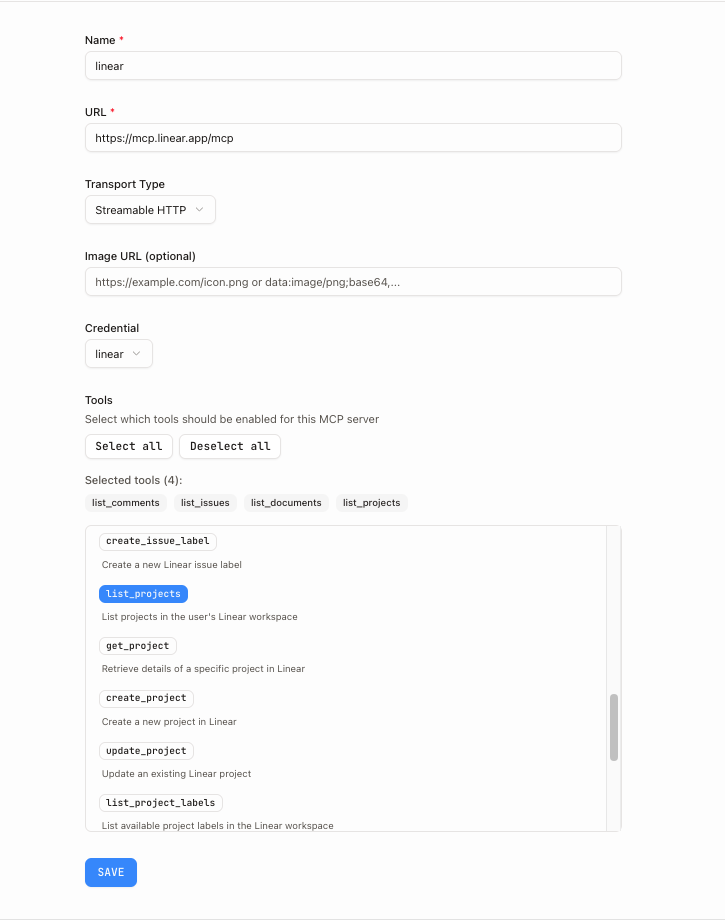 Name *
linear
URL *
https://mcp.linear.app/mcp
Transport Type
Streamable HTTP
Image URL (optional)
https://example.com/icon.png or data:image/png;base64,...
Credential
linear
Tools
Select which tools should be enabled for this MCP server
Select all Deselect all
Selected tools (4):
list_comments list_issues list_documents list_projects
create_issue_label
Create a new Linear issue label
list_projects
List projects in the user's Linear workspace
get_project
Retrieve details of a specific project in Linear
create_project
Create a new project in Linear
update_project
Update an existing Linear project
list_project_labels
List available project labels in the Linear workspace
SAVE